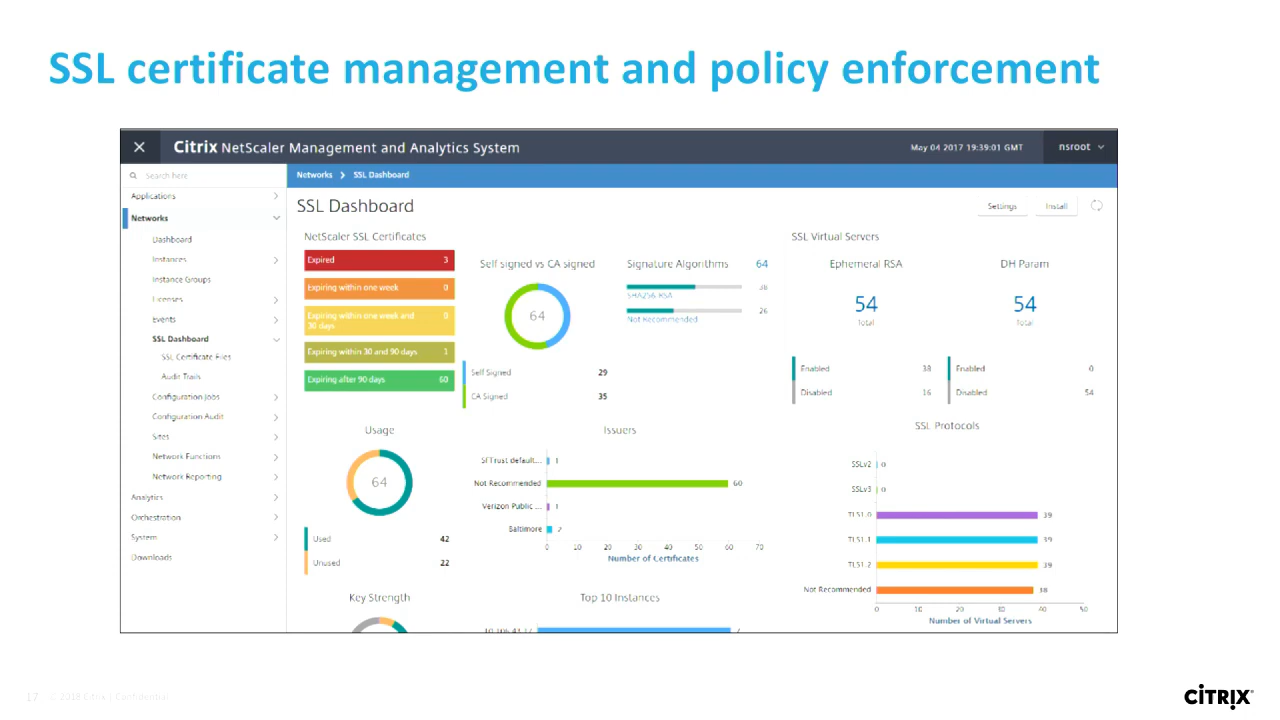 SSL certificate management and policy enforcement
Citrix NetScaler Management and Analytics System
May 04 2017 19:39:01 GMT
nsroot
Search here
Networks
SSL Dashboard
Applications
Networks
Dashboard
Instances
Instance Groups
Licenses
Events
SSL Dashboard
SSL Certificate Files
Audit Trails
Configuration Jobs
Configuration Audit
Sites
Network Functions
Network Reporting
Analytics
Orchestration
System
Downloads
SSL Dashboard
Settings
Install
NetScaler SSL Certificates
Expired 3
Expiring within one week 0
Expiring within one week and 0
30 days
Expiring within 30 and 90 days 1
Expiring after 90 days 60
Self signed vs CA signed
64
Self Signed 29
CA Signed 35
Signature Algorithms 64
38
SHA256-RSA
26
Not Recommended
SSL Virtual Servers
Ephemeral RSA
54
Total
Enabled 38
Disabled 16
DH Param
54
Total
Enabled 0
Disabled 54
Usage
64
Used 42
Unused 22
Issuers
SFTrust default.... 1
Not Recommended 60
Verizon Public ... 1
Baltimore 2
0 10 20 30 40 50 60 70
Number of Certificates
SSL Protocols
SSLv2 0
SSLv3 0
TLS1.0 39
TLS1.1 39
TLS1.2 39
Not Recommended 38
0 10 20 30 40 50
Number of Virtual Servers
Key Strength
Top 10 Instances
17 Citrix | Confidential
CITRIX